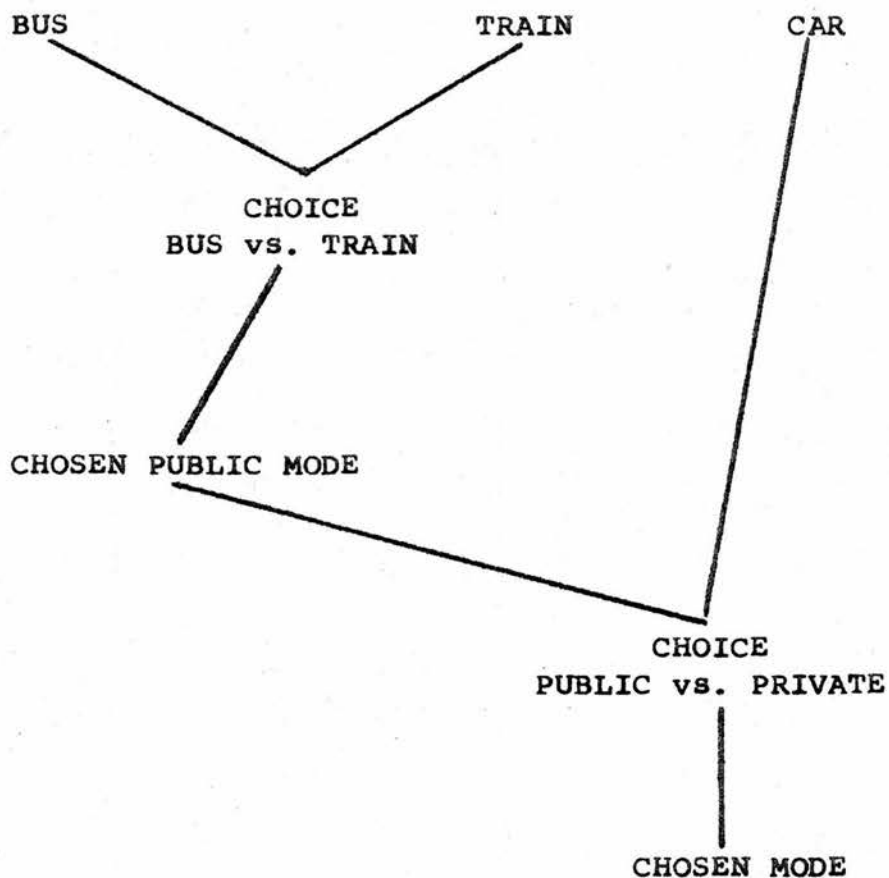 BUS TRAIN CAR
CHOICE
BUS vs. TRAIN
CHOSEN PUBLIC MODE
CHOICE
PUBLIC vs. PRIVATE
CHOSEN MODE